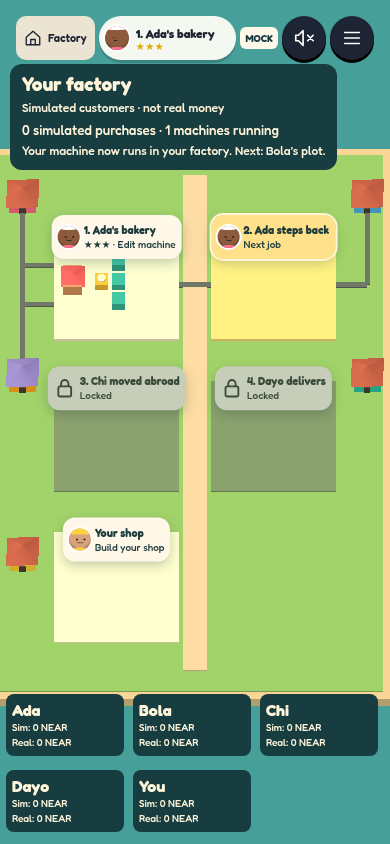 Factory
1. Ada's bakery
★★★
MOCK
Your factory
Simulated customers · not real money
0 simulated purchases · 1 machines running
Your machine now runs in your factory. Next: Bola's plot.
1. Ada's bakery
★★★ · Edit machine
2. Ada steps back
Next job
3. Chi moved abroad
Locked
4. Dayo delivers
Locked
Your shop
Build your shop
Ada
Sim: 0 NEAR
Real: 0 NEAR
Bola
Sim: 0 NEAR
Real: 0 NEAR
Chi
Sim: 0 NEAR
Real: 0 NEAR
Dayo
Sim: 0 NEAR
Real: 0 NEAR
You
Sim: 0 NEAR
Real: 0 NEAR